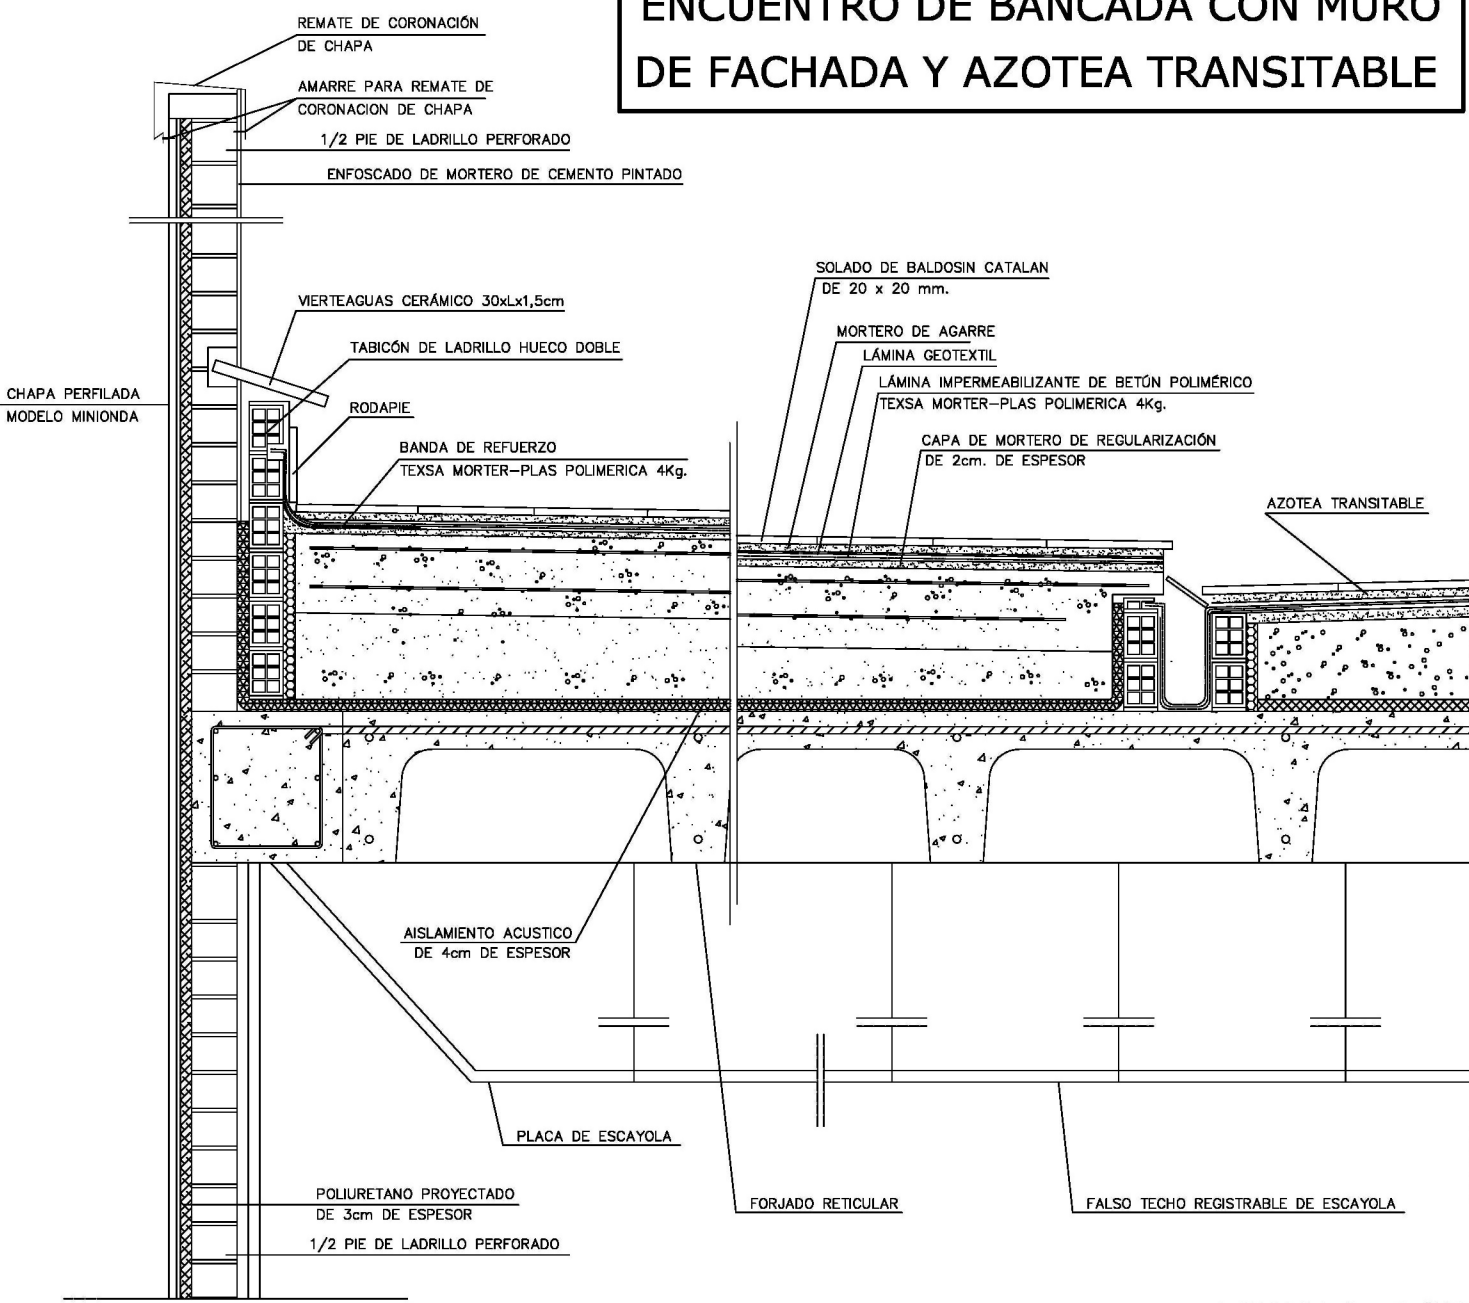 ENCUENTRO DE BANCADA CON MURO
DE FACHADA Y AZOTEA TRANSITABLE
REMATE DE CORONACIÓN
DE CHAPA
AMARRE PARA REMATE DE
CORONACION DE CHAPA
1/2 PIE DE LADRILLO PERFORADO
ENFOSCADO DE MORTERO DE CEMENTO PINTADO
SOLADO DE BALDOSIN CATALAN
DE 20 x 20 mm.
VIERTEAGUAS CERÁMICO 30xLx1,5cm
MORTERO DE AGARRE
TABICÓN DE LADRILLO HUECO DOBLE
LÁMINA GEOTEXTIL
LÁMINA IMPERMEABILIZANTE DE BETÚN POLIMÉRICO
TEXSA MORTER-PLAS POLIMERICA 4Kg.
CHAPA PERFILADA
MODELO MINIONDA
RODAPIE
BANDA DE REFUERZO
TEXSA MORTER-PLAS POLIMERICA 4Kg.
CAPA DE MORTERO DE REGULARIZACIÓN
DE 2cm. DE ESPESOR
AZOTEA TRANSITABLE
AISLAMIENTO ACUSTICO
DE 4cm DE ESPESOR
PLACA DE ESCAYOLA
POLIURETANO PROYECTADO
DE 3cm DE ESPESOR
FORJADO RETICULAR
FALSO TECHO REGISTRABLE DE ESCAYOLA
1/2 PIE DE LADRILLO PERFORADO